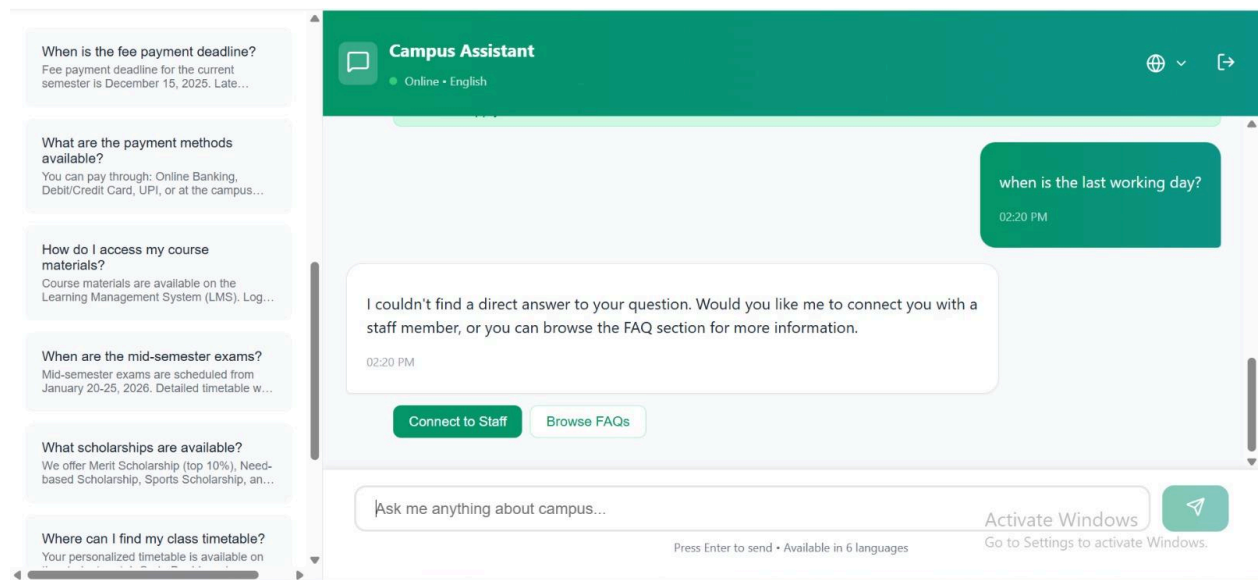 When is the fee payment deadline?
Fee payment deadline for the current
semester is December 15, 2025. Late…
What are the payment methods
available?
You can pay through: Online Banking,
Debit/Credit Card, UPI, or at the campus…
How do I access my course
materials?
Course materials are available on the
Learning Management System (LMS). Log…
When are the mid-semester exams?
Mid-semester exams are scheduled from
January 20-25, 2026. Detailed timetable w…
What scholarships are available?
We offer Merit Scholarship (top 10%), Need-
based Scholarship, Sports Scholarship, an…
Where can I find my class timetable?
Your personalized timetable is available on
Campus Assistant
Online • English
when is the last working day?
02:20 PM
I couldn't find a direct answer to your question. Would you like me to connect you with a
staff member, or you can browse the FAQ section for more information.
02:20 PM
Connect to Staff
Browse FAQs
Ask me anything about campus...
Press Enter to send • Available in 6 languages
Activate Windows
Go to Settings to activate Windows.